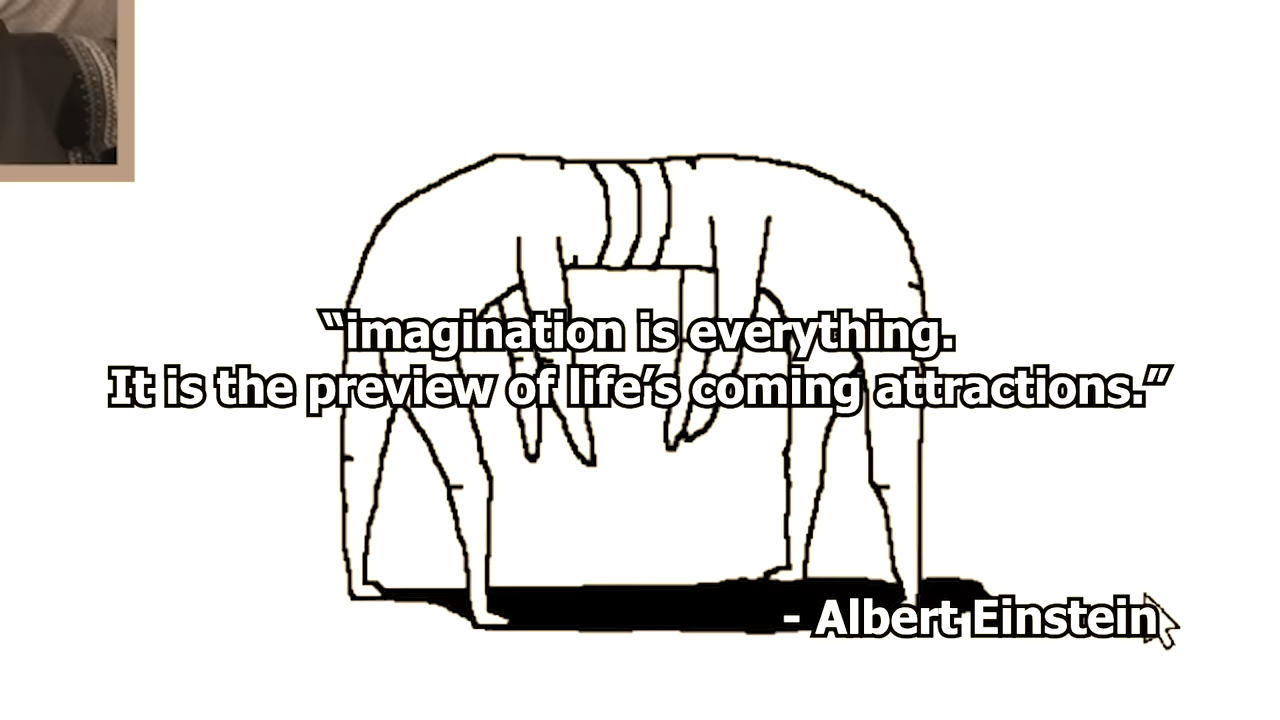 “imagination is everything.
It is the preview of life’s coming attractions.”
- Albert Einstein